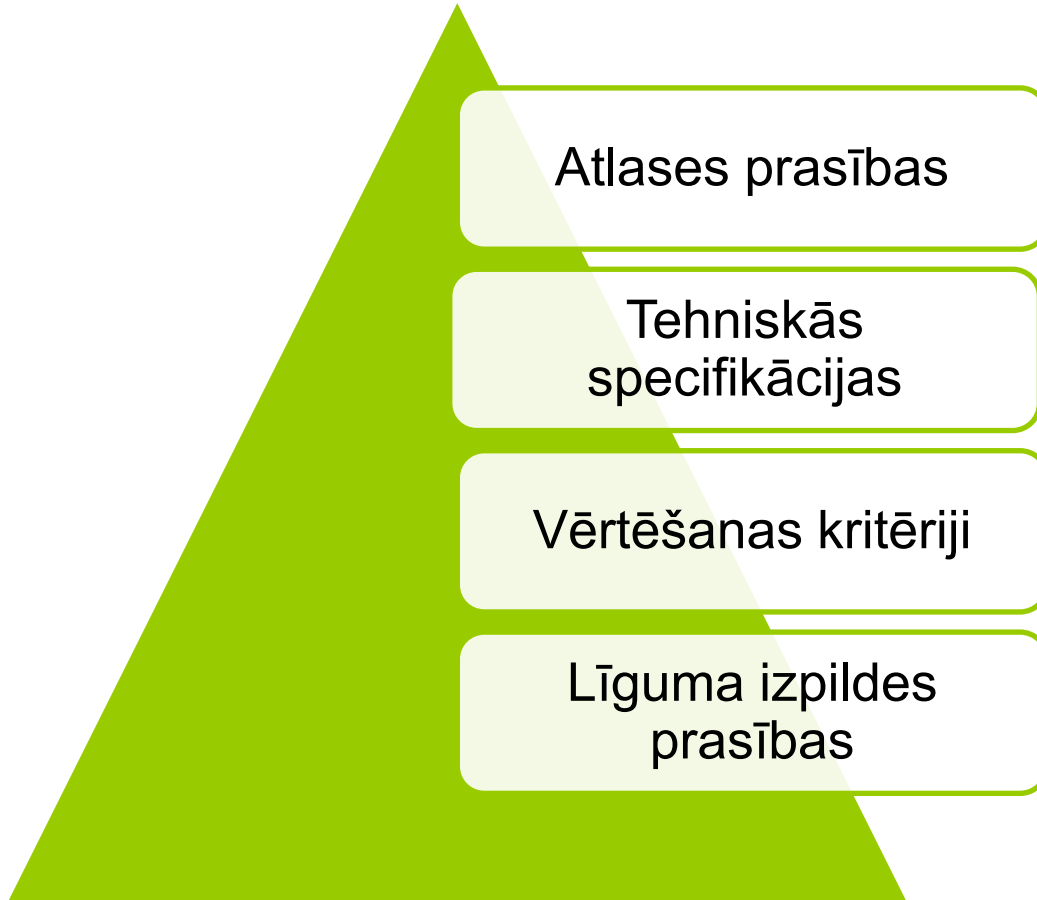 Atlases prasības
Tehniskās
specifikācijas
Vērtēšanas kritēriji
Līguma izpildes
prasības